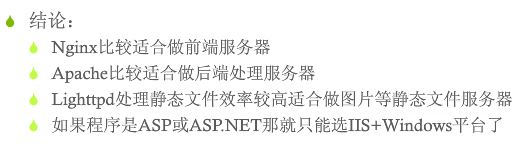 结论：
Nginx比较适合做前端服务器
Apache比较适合做后端处理服务器
Lighttpd处理静态文件效率较高适合做图片等静态文件服务器
如果程序是ASP或ASP.NET那就只能选IIS+Windows平台了